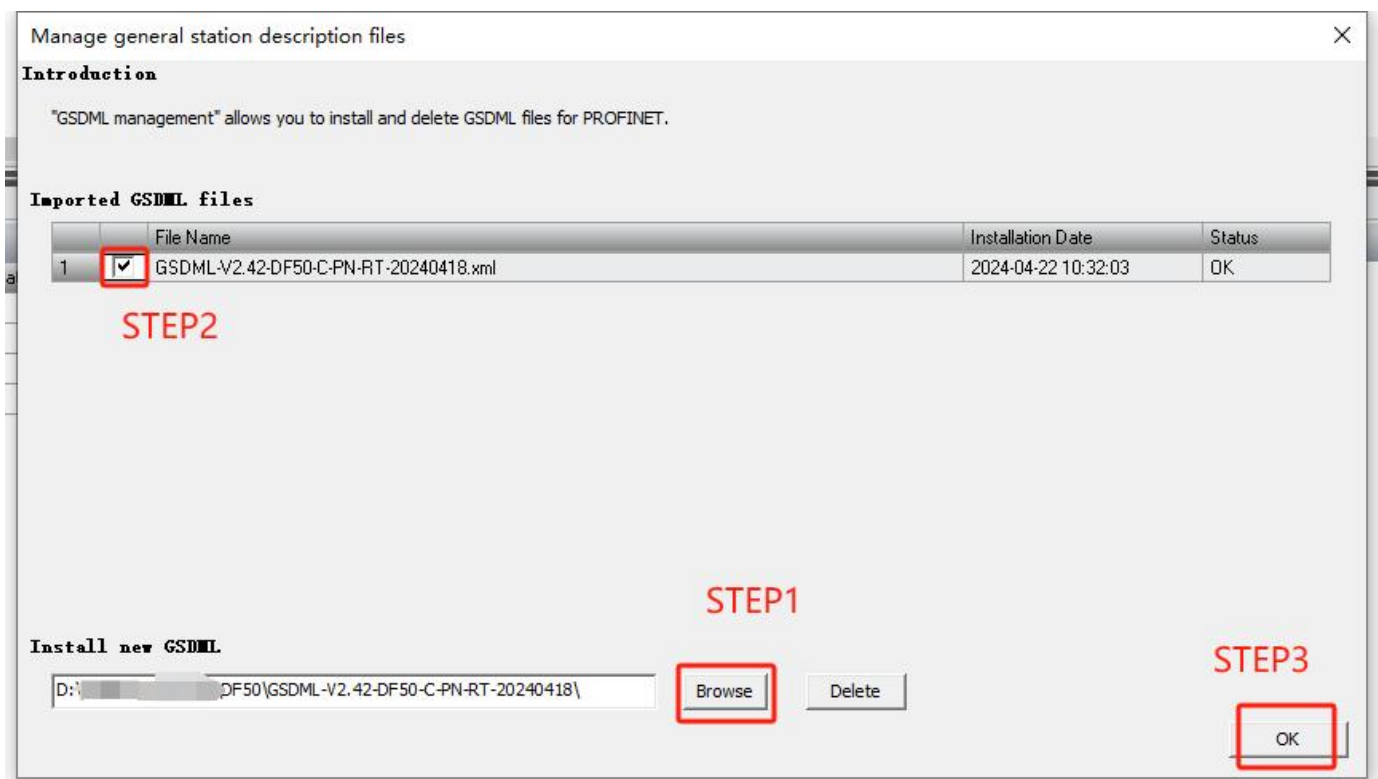 Manage general station description files
Introduction
"GSDML management" allows you to install and delete GSDML files for PROFINET.
Imported GSDML files
File Name Installation Date Status
1 GSDML-V2.42-DF50-C-PN-RT-20240418.xml 2024-04-22 10:32:03 OK
STEP2
STEP1
Install new GSDML
STEP3
D:\ DF50\GSDML-V2.42-DF50-C-PN-RT-20240418\ Browse Delete
OK